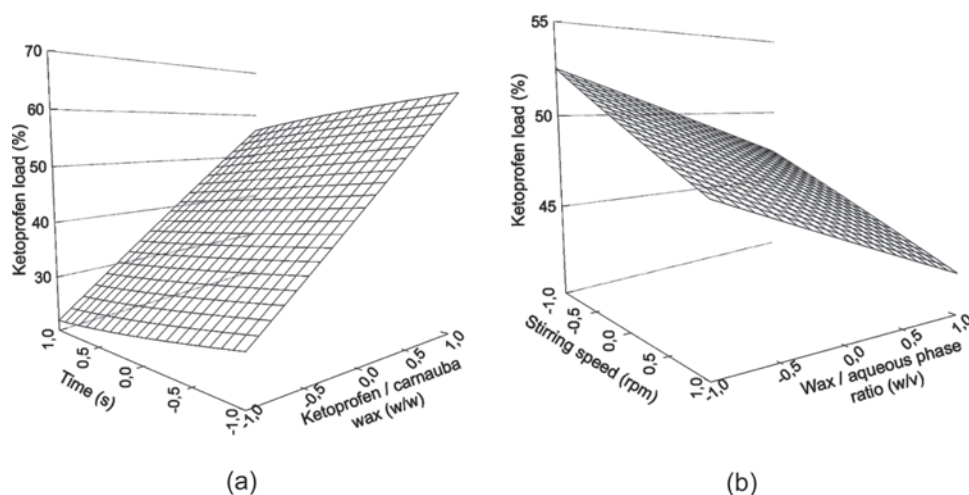 70
60
50
40
30
Ketoprofen load (%)
1,0
0,5
0,0
-0,5
-1,0
Time (s)
-1,0
-0,5
0,0
0,5
1,0
Ketoprofen / carnauba
wax (w/w)
(a)
55
50
45
Ketoprofen load (%)
-1,0
-0,5
0,0
0,5
1,0
Stirring speed (rpm)
-1,0
-0,5
0,0
0,5
1,0
Wax / aqueous phase
ratio (w/v)
(b)